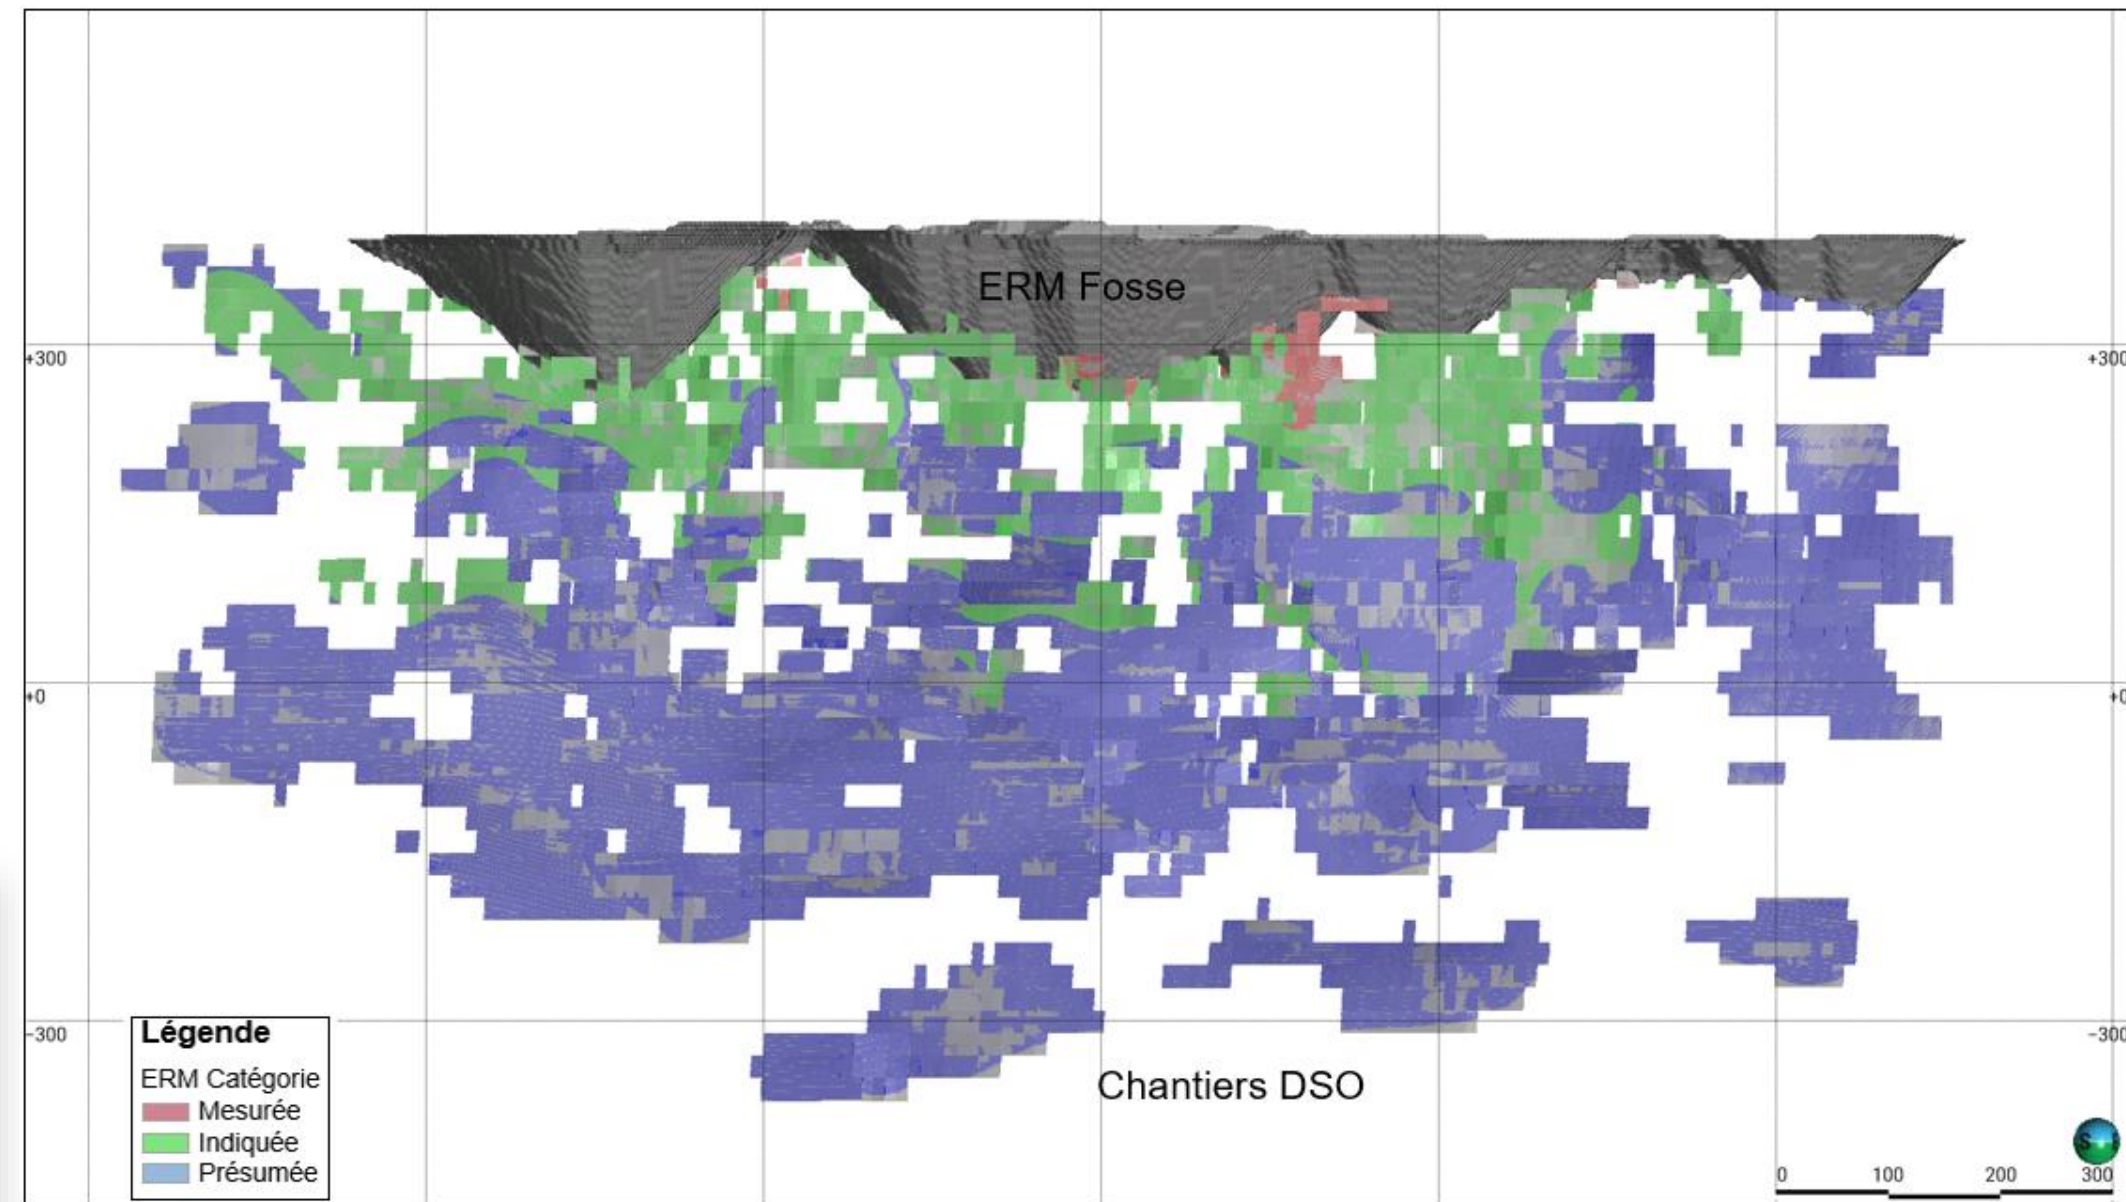 ERM Fosse
+300
+300
+0
-300
-300
Chantiers DSO
Légende
ERM Catégorie
Mesurée
Indiquée
Présumée
0 100 200 300